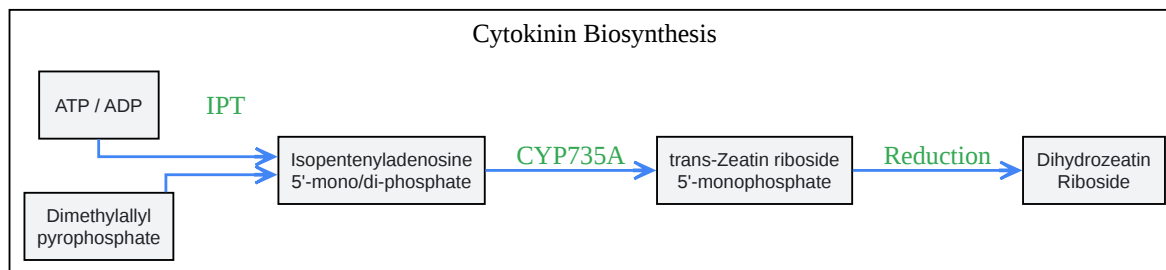 Cytokinin Biosynthesis
ATP / ADP
IPT
Dimethylallyl
pyrophosphate
Isopentenyladenosine
5'-mono/di-phosphate
CYP735A
trans-Zeatin riboside
5'-monophosphate
Reduction
Dihydrozeatin
Riboside